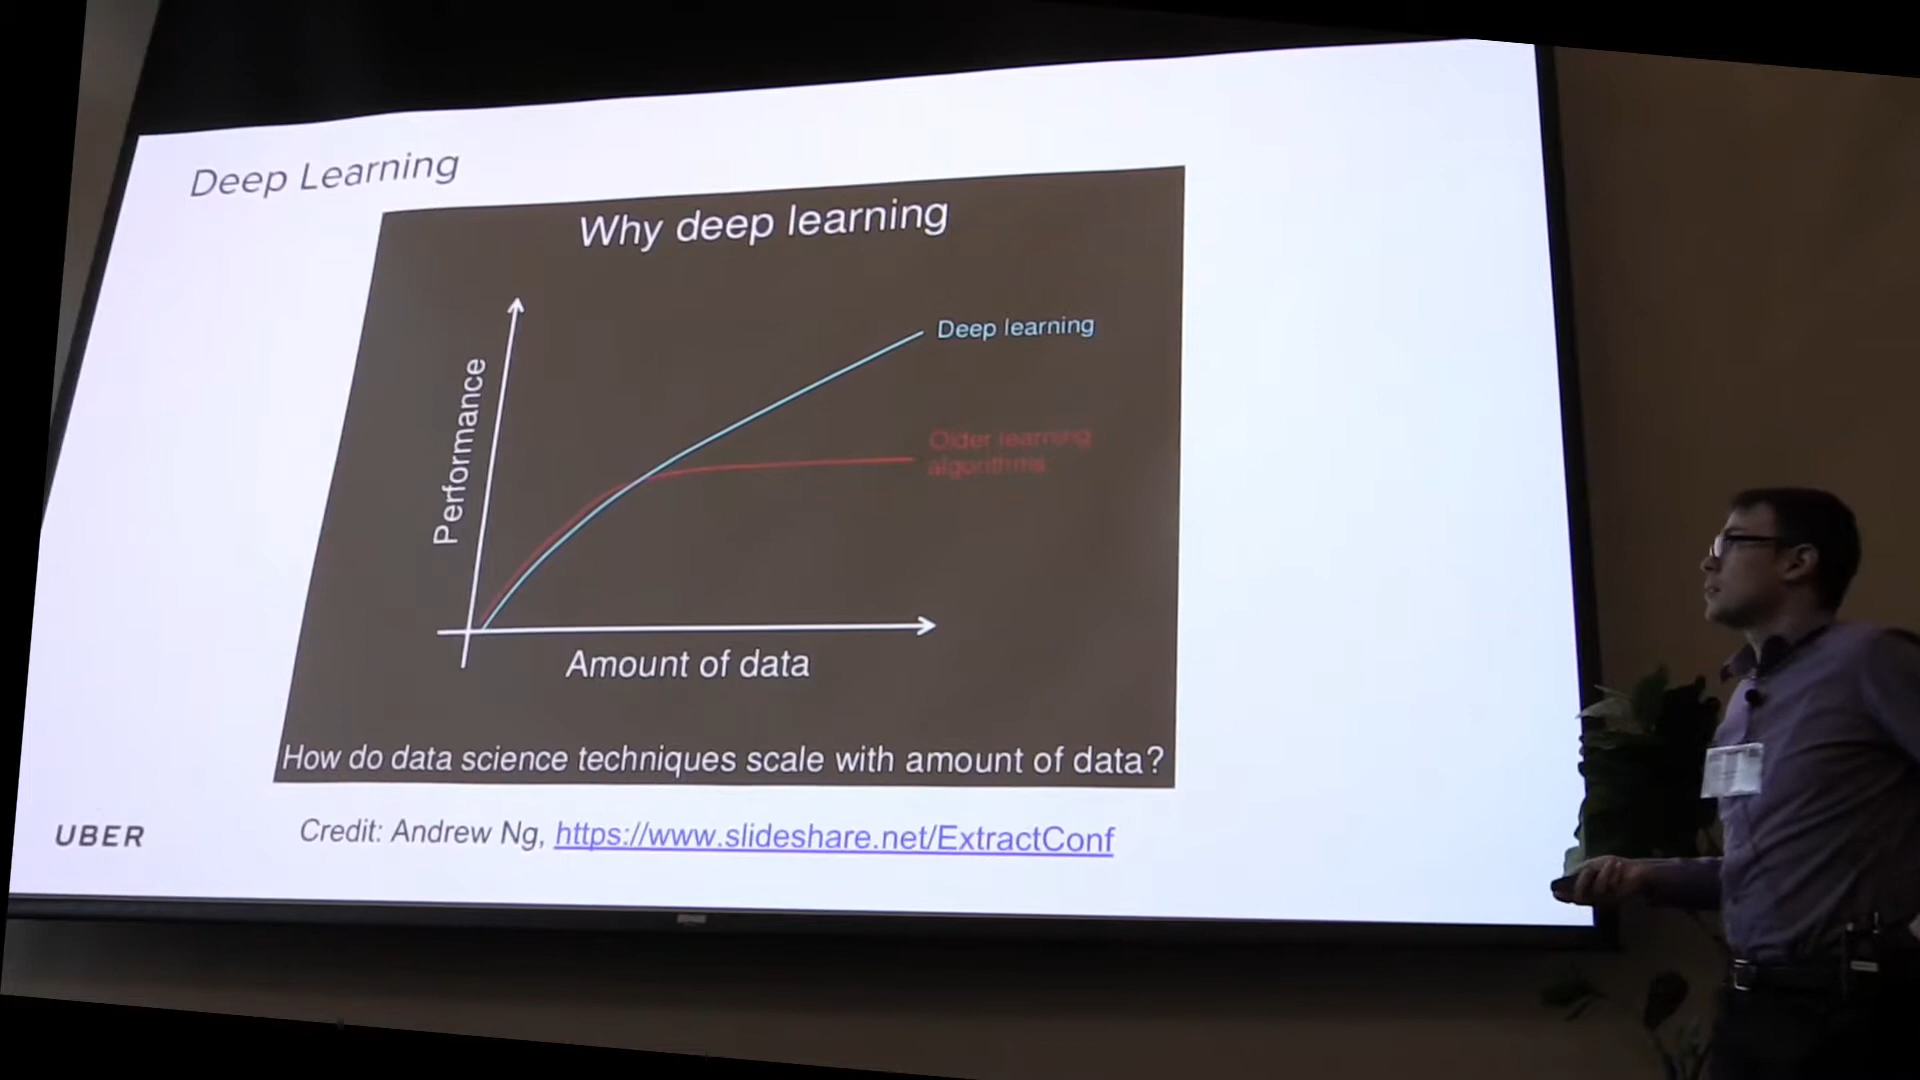 Deep Learning
Why deep learning
Deep learning
Older learning
algorithms
Performance
Amount of data
How do data science techniques scale with amount of data?
UBER
Credit: Andrew Ng, https://www.slideshare.net/ExtractConf